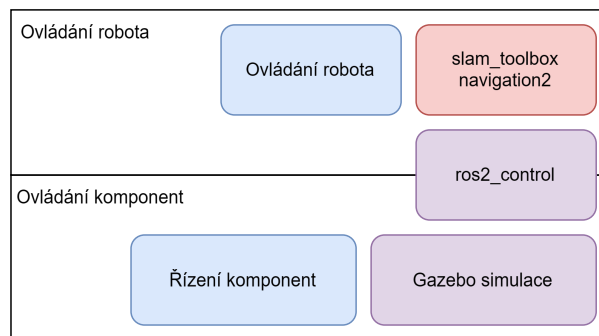 Ovládání robota
Ovládání robota
slam_toolbox
navigation2
ros2_control
Ovládání komponent
Řízení komponent
Gazebo simulace